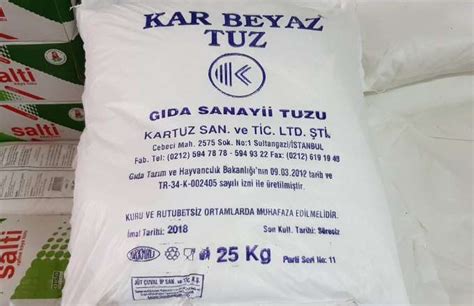 KAR BEYAZ
TUZ
GIDA SANAYİİ TUZU
KARTUZ SAN. ve TİC. LTD. ŞTİ.
Cebeci Mah. 2575 Sok. No:1 Sultangazi/İSTANBUL
Fab. Tel: (0212) 594 78 78 - 594 93 22 Fax: (0212) 619 19 48
Gıda Tarım ve Hayvancılık Bakanlığı'nın 09.03.2012 tarih ve
TR-34-K-002405 sayılı izni ile üretilmiştir.
KURU VE RUTUBETSİZ ORTAMLARDA MUHAFAZA EDİLMELİDİR.
İmal Tarihi: 2018 Son Kull. Tarihi: Süresiz
25 Kg Parti Seri No: 11
salti
salti
salti